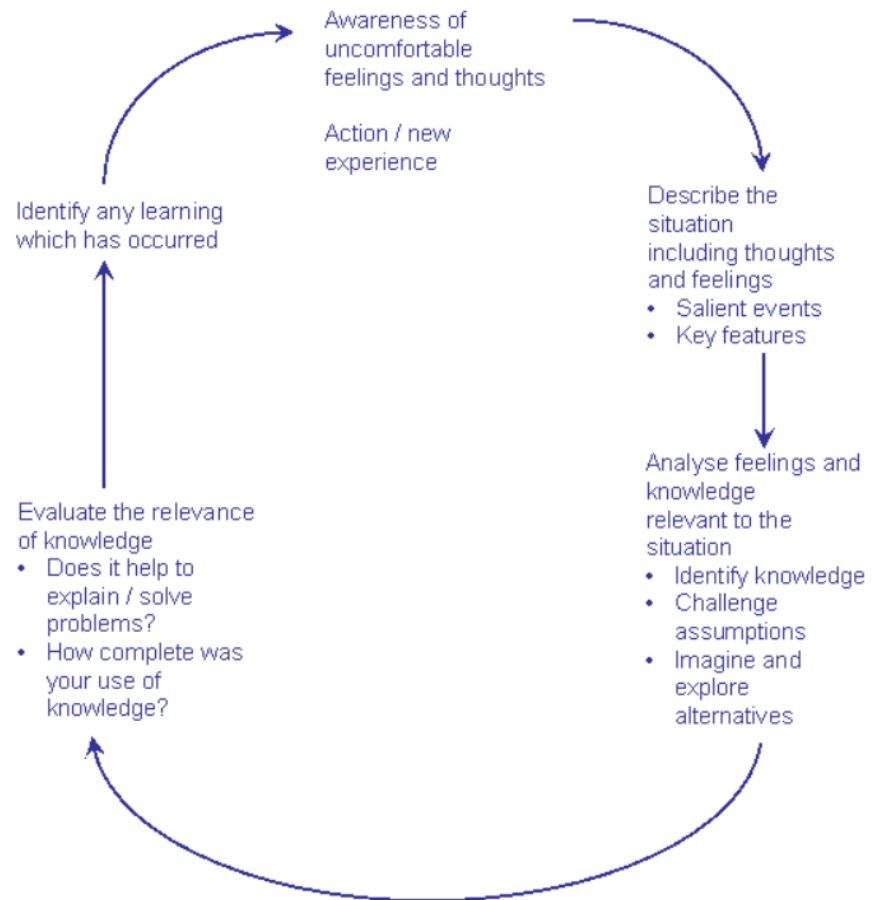 Awareness of
uncomfortable
feelings and thoughts
Action / new
experience
Describe the
situation
including thoughts
and feelings
• Salient events
• Key features
Analyse feelings and
knowledge
relevant to the
situation
• Identify knowledge
• Challenge
assumptions
• Imagine and
explore
alternatives
Evaluate the relevance
of knowledge
• Does it help to
explain / solve
problems?
• How complete was
your use of
knowledge?
Identify any learning
which has occurred